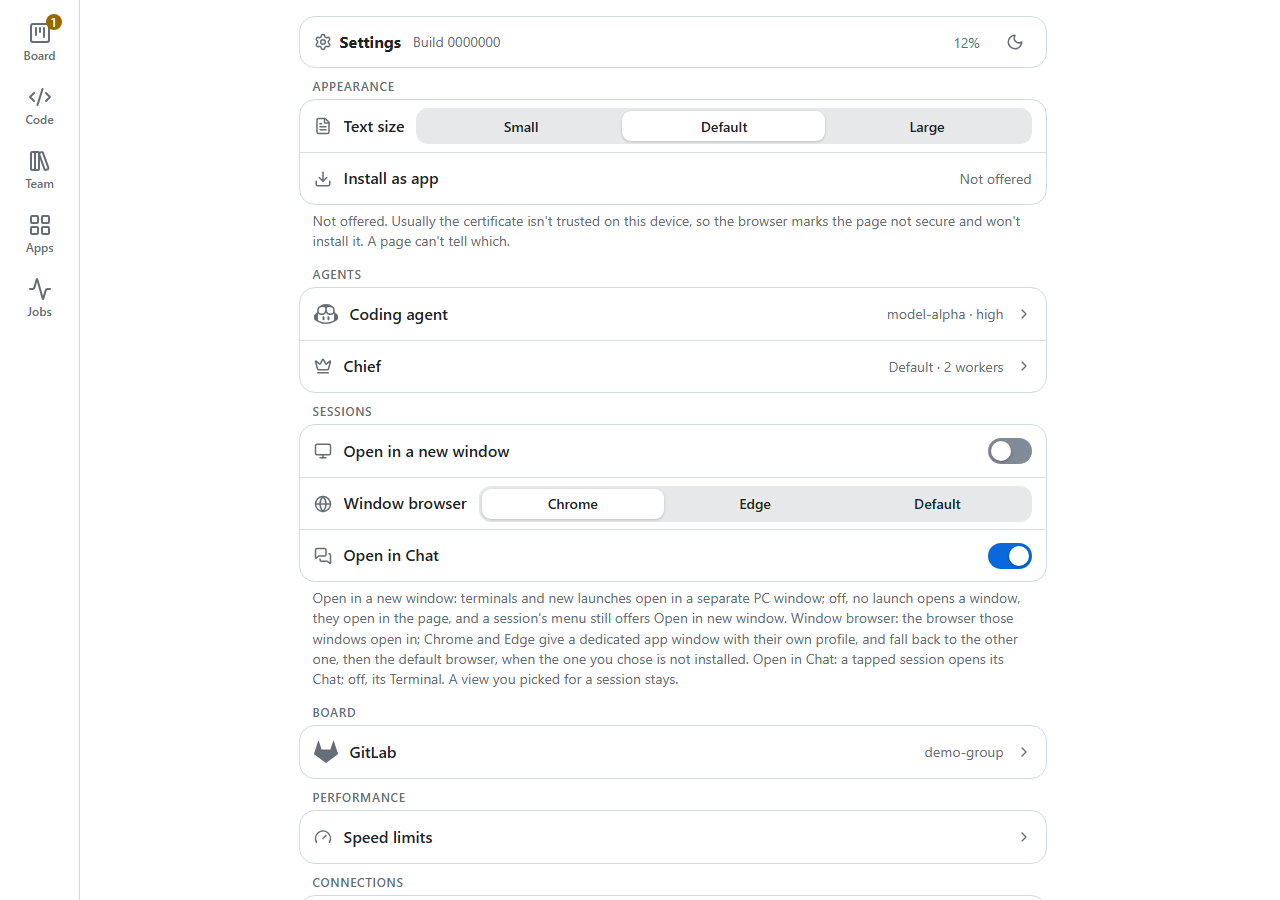 1
Board
Code
Team
Apps
Jobs
Settings Build 0000000 12%
APPEARANCE
Text size Small Default Large
Install as app Not offered
Not offered. Usually the certificate isn't trusted on this device, so the browser marks the page not secure and won't
install it. A page can't tell which.
AGENTS
Coding agent model-alpha · high
Chief Default · 2 workers
SESSIONS
Open in a new window
Window browser Chrome Edge Default
Open in Chat
Open in a new window: terminals and new launches open in a separate PC window; off, no launch opens a window,
they open in the page, and a session's menu still offers Open in new window. Window browser: the browser those
windows open in; Chrome and Edge give a dedicated app window with their own profile, and fall back to the other
one, then the default browser, when the one you chose is not installed. Open in Chat: a tapped session opens its
Chat; off, its Terminal. A view you picked for a session stays.
BOARD
GitLab demo-group
PERFORMANCE
Speed limits
CONNECTIONS